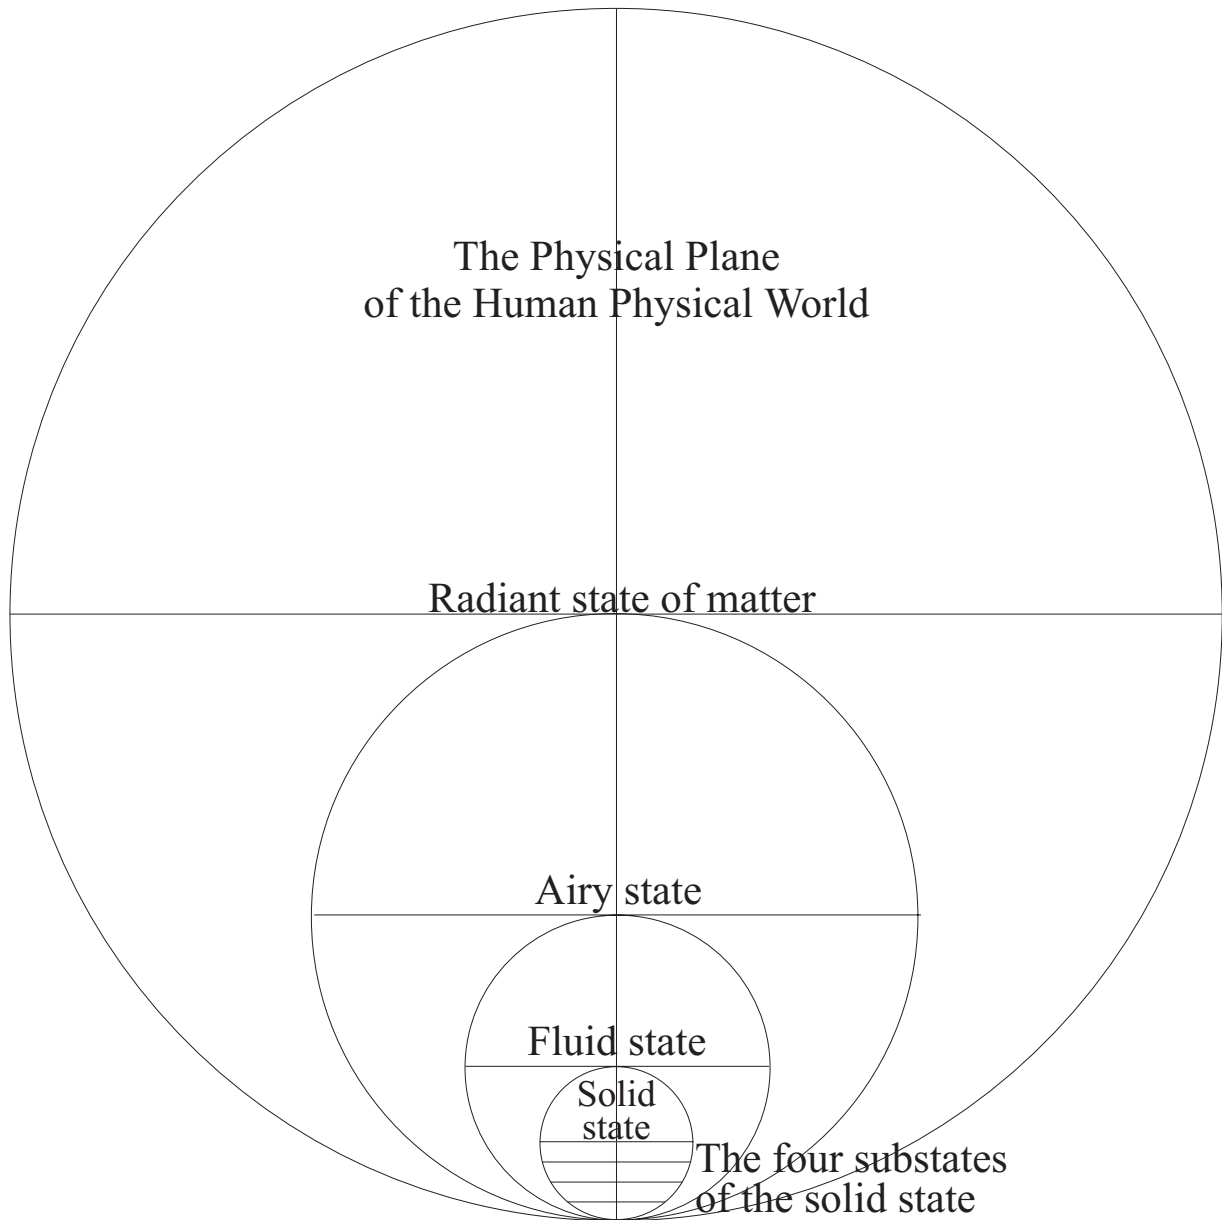 The Physical Plane
of the Human Physical World
Radiant state of matter
Airy state
Fluid state
Solid
state
The four substates
of the solid state